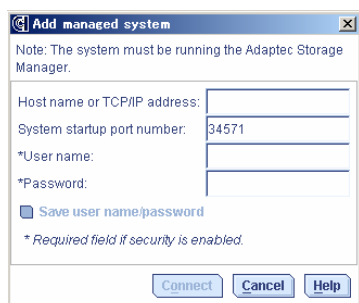 Add managed system
Note: The system must be running the Adaptec Storage
Manager.
Host name or TCP/IP address:
System startup port number: 34571
*User name:
*Password:
Save user name/password
* Required field if security is enabled.
Connect Cancel Help